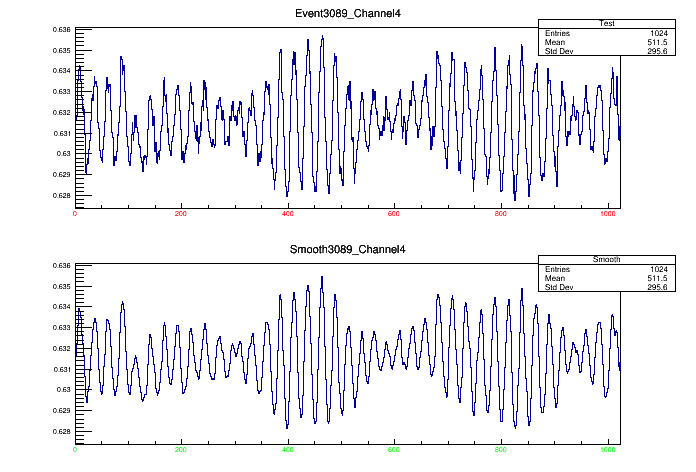 Event3089_Channel4
Test
Entries 1024
Mean 511.5
Std Dev 295.6
0.636
0.635
0.634
0.633
0.632
0.631
0.63
0.629
0.628
0 200 400 600 800 1000
Smooth3089_Channel4
Smooth
Entries 1024
Mean 511.5
Std Dev 295.6
0.636
0.635
0.634
0.633
0.632
0.631
0.63
0.629
0.628
0 200 400 600 800 1000